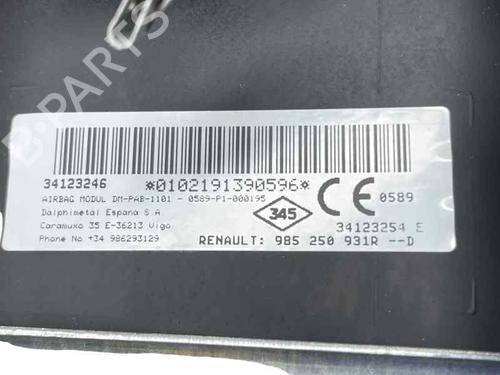 B-PARTS
34123246
*0102191390596*
CE 0589
AIRBAG MODUL DM-PAB-1101 - 0589-P1-000195
Dalphimetal Espana S.A
345
Caramuxo 35 E-36213 Vigo
34123254 E
Phone No +34 986293129
RENAULT: 985 250 931R --D